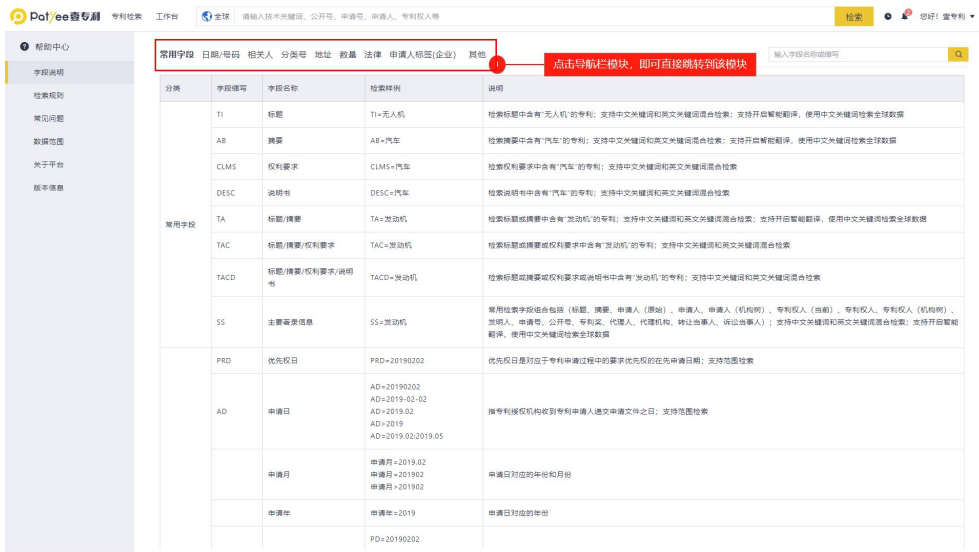 Patyee壹专利 专利检索 工作台 全球 请输入技术关键词、公开号、申请号、申请人、专利权人等 检索 2 您好！壹专利
帮助中心
字段说明
检索规则
常见问题
数据范围
关于平台
版本信息
常用字段 日期/号码 相关人 分类号 地址 数量 法律 申请人标签(企业) 其他
1 点击导航栏模块，即可直接跳转到该模块
输入字段名称或缩写
分类 字段缩写 字段名称 检索样例 说明
常用字段
TI 标题 TI=无人机 检索标题中含有"无人机"的专利；支持中文关键词和英文关键词混合检索；支持开启智能翻译，使用中文关键词检索全球数据
AB 摘要 AB=汽车 检索摘要中含有"汽车"的专利；支持中文关键词和英文关键词混合检索；支持开启智能翻译，使用中文关键词检索全球数据
CLMS 权利要求 CLMS=汽车 检索权利要求中含有"汽车"的专利；支持中文关键词和英文关键词混合检索
DESC 说明书 DESC=汽车 检索说明书中含有"汽车"的专利；支持中文关键词和英文关键词混合检索
TA 标题/摘要 TA=发动机 检索标题或摘要中含有"发动机"的专利；支持中文关键词和英文关键词混合检索；支持开启智能翻译，使用中文关键词检索全球数据
TAC 标题/摘要/权利要求 TAC=发动机 检索标题或摘要或权利要求中含有"发动机"的专利；支持中文关键词和英文关键词混合检索
TACD 标题/摘要/权利要求/说明
书 TACD=发动机 检索标题或摘要或权利要求或说明书中含有"发动机"的专利；支持中文关键词和英文关键词混合检索
SS 主要著录信息 SS=发动机 常用检索字段组合包括（标题、摘要、申请人（原始）、申请人、申请人（机构树）、专利权人（当前）、专利权人、专利权人（机构树）、
发明人、申请号、公开号、专利奖、代理人、代理机构、转让当事人、诉讼当事人）；支持中文关键词和英文关键词混合检索；支持开启智能
翻译，使用中文关键词检索全球数据
PRD 优先权日 PRD=20190202 优先权日是对应于专利申请过程中的要求优先权的在先申请日期；支持范围检索
AD 申请日 AD=20190202
AD=2019-02-02
AD>2019.02
AD>2019
AD=2019.02:2019.05
指专利授权机构收到专利申请人递交申请文件之日；支持范围检索
申请月 申请月=2019.02
申请月=201902
申请月>201902
申请日对应的年份和月份
申请年 申请年=2019 申请日对应的年份
PD=20190202